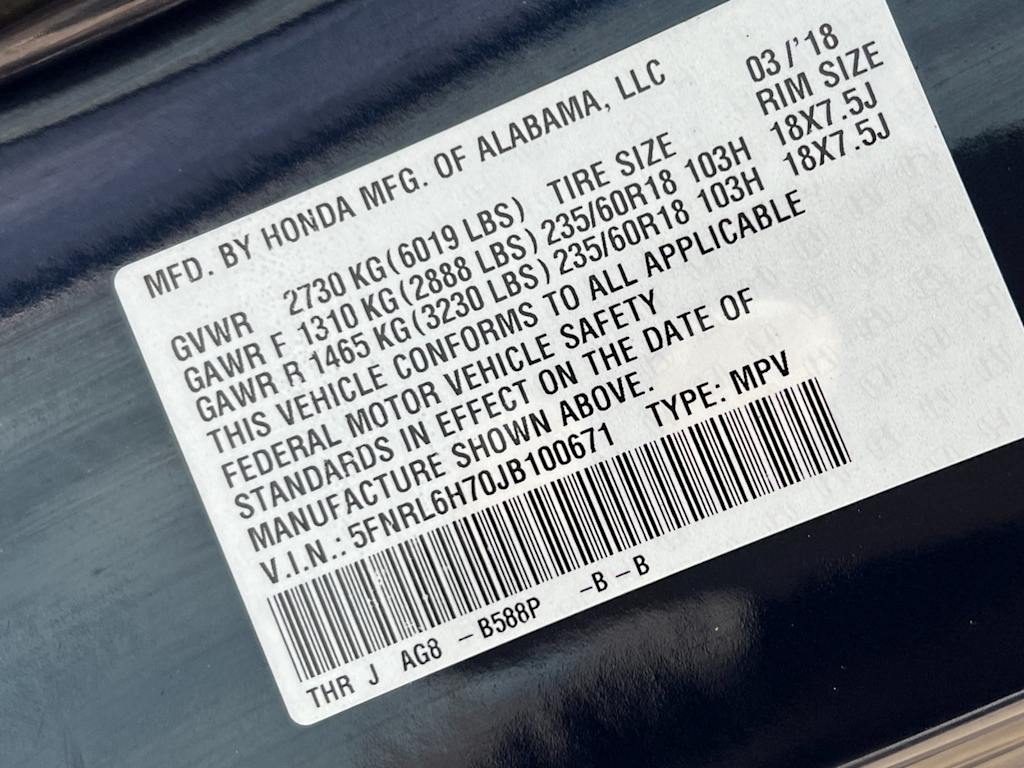 MFD. BY HONDA MFG. OF ALABAMA, LLC 03/'18
GVWR 2730 KG(6019 LBS) TIRE SIZE RIM SIZE
GAWR F 1310 KG(2888 LBS) 235/60R18 103H 18X7.5J
GAWR R 1465 KG(3230 LBS) 235/60R18 103H 18X7.5J
THIS VEHICLE CONFORMS TO ALL APPLICABLE
FEDERAL MOTOR VEHICLE SAFETY
STANDARDS IN EFFECT ON THE DATE OF
MANUFACTURE SHOWN ABOVE.
V.I.N.: 5FNRL6H70JB100671 TYPE: MPV
THR J AG8 -B588P -B-B